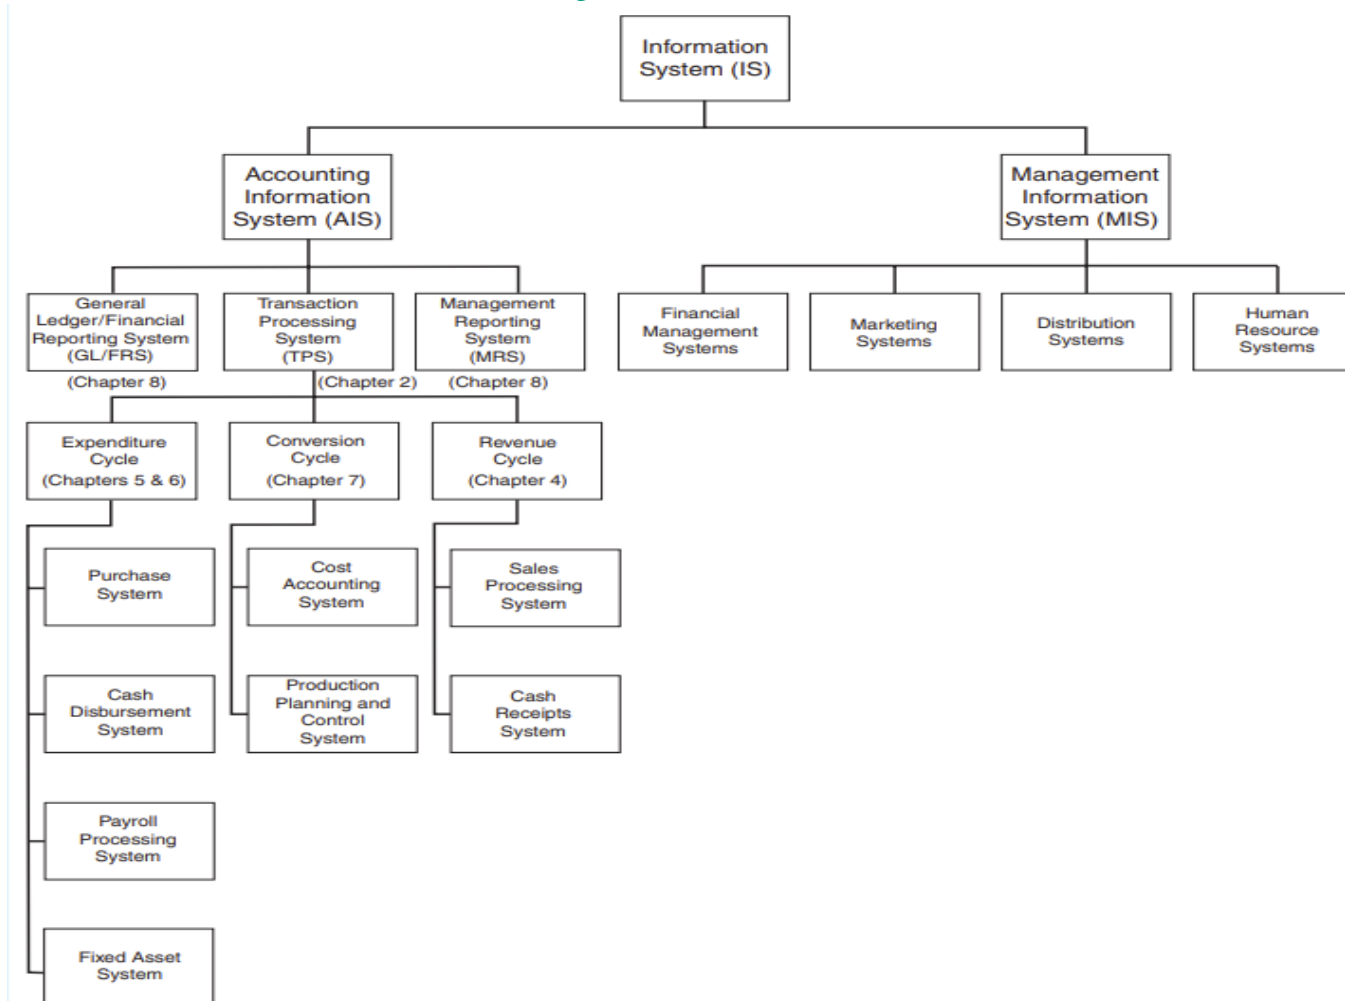 Information
System (IS)
Accounting
Information
System (AIS)
Management
Information
System (MIS)
General
Ledger/Financial
Reporting System
(GL/FRS)
(Chapter 8)
Transaction
Processing
System
(TPS)
(Chapter 2)
Management
Reporting
System
(MRS)
(Chapter 8)
Financial
Management
Systems
Marketing
Systems
Distribution
Systems
Human
Resource
Systems
Expenditure
Cycle
(Chapters 5 & 6)
Conversion
Cycle
(Chapter 7)
Revenue
Cycle
(Chapter 4)
Purchase
System
Cost
Accounting
System
Sales
Processing
System
Cash
Disbursement
System
Production
Planning and
Control
System
Cash
Receipts
System
Payroll
Processing
System
Fixed Asset
System